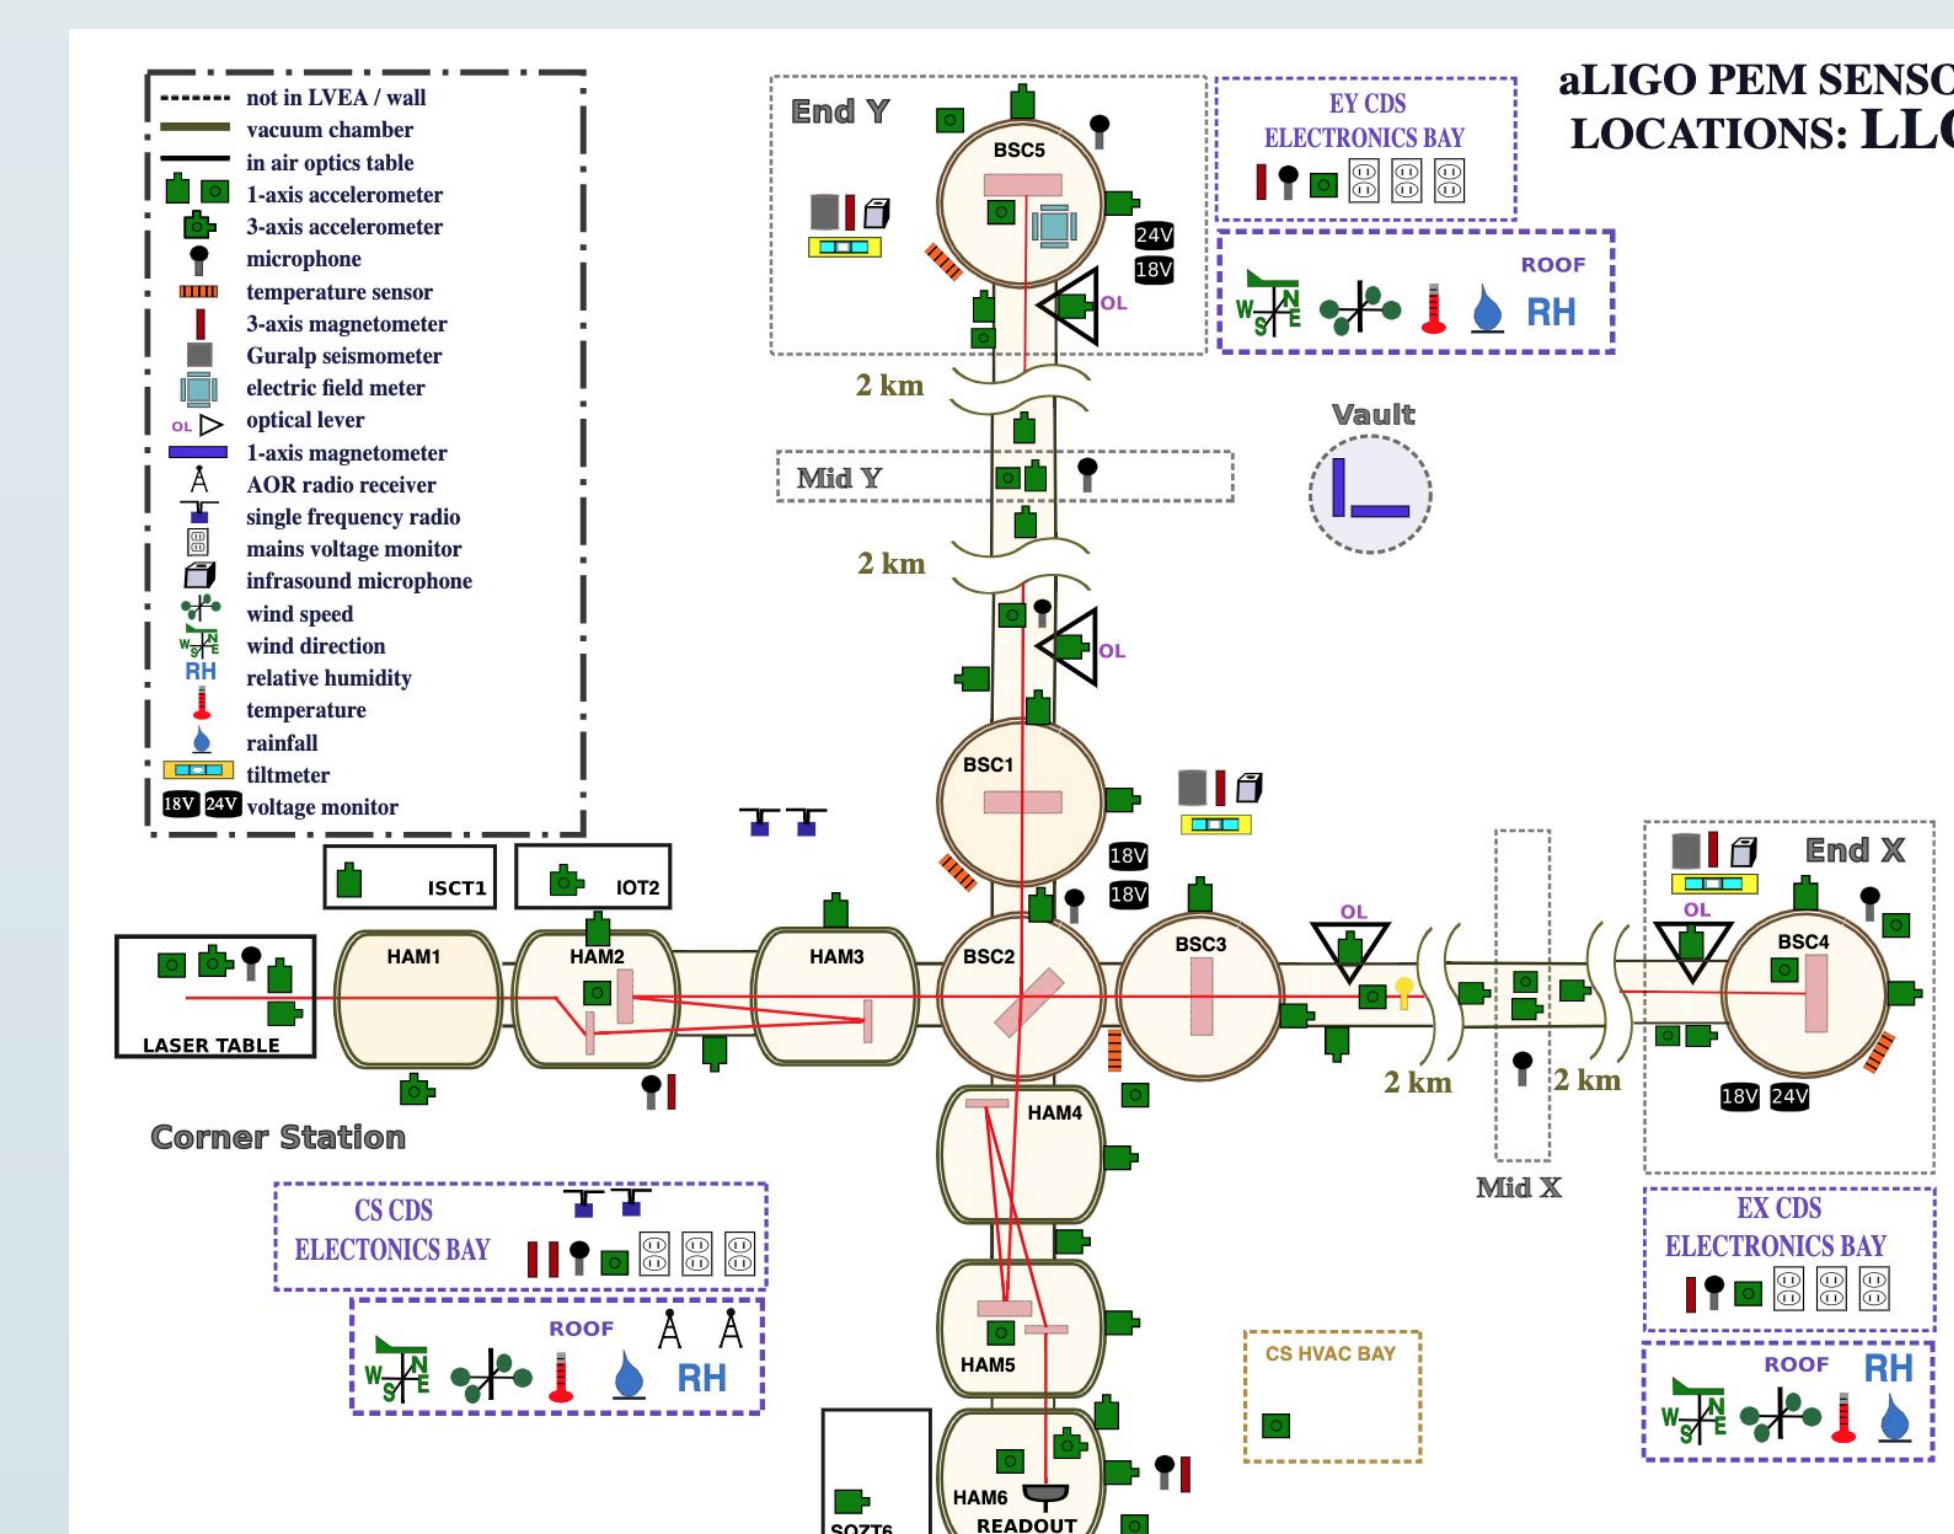 aLIGO PEM SENSO
LOCATIONS: LLO
not in LVEA / wall
vacuum chamber
in air optics table
1-axis accelerometer
3-axis accelerometer
microphone
temperature sensor
3-axis magnetometer
Guralp seismometer
electric field meter
OL optical lever
1-axis magnetometer
AOR radio receiver
single frequency radio
mains voltage monitor
infrasound microphone
wind speed
W S N E wind direction
RH relative humidity
temperature
rainfall
tiltmeter
18V 24V voltage monitor
End Y
BSC5
24V
18V
OL
EY CDS
ELECTRONICS BAY
ROOF
W S N E
RH
2 km
Vault
Mid Y
2 km
OL
BSC1
18V
18V
ISCT1
IOT2
LASER TABLE
HAM1
HAM2
HAM3
BSC2
BSC3
OL
2 km
Mid X
2 km
End X
OL
BSC4
18V 24V
Corner Station
HAM4
CS CDS
ELECTONICS BAY
ROOF
W S N E
RH
EX CDS
ELECTRONICS BAY
ROOF
RH
W S N E
HAM5
CS HVAC BAY
HAM6
READOUT
SQZT6